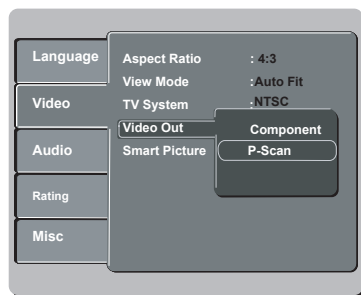 Language
Video
Audio
Rating
Misc
Aspect Ratio : 4:3
View Mode :Auto Fit
TV System :NTSC
Video Out
Smart Picture
Component
P-Scan